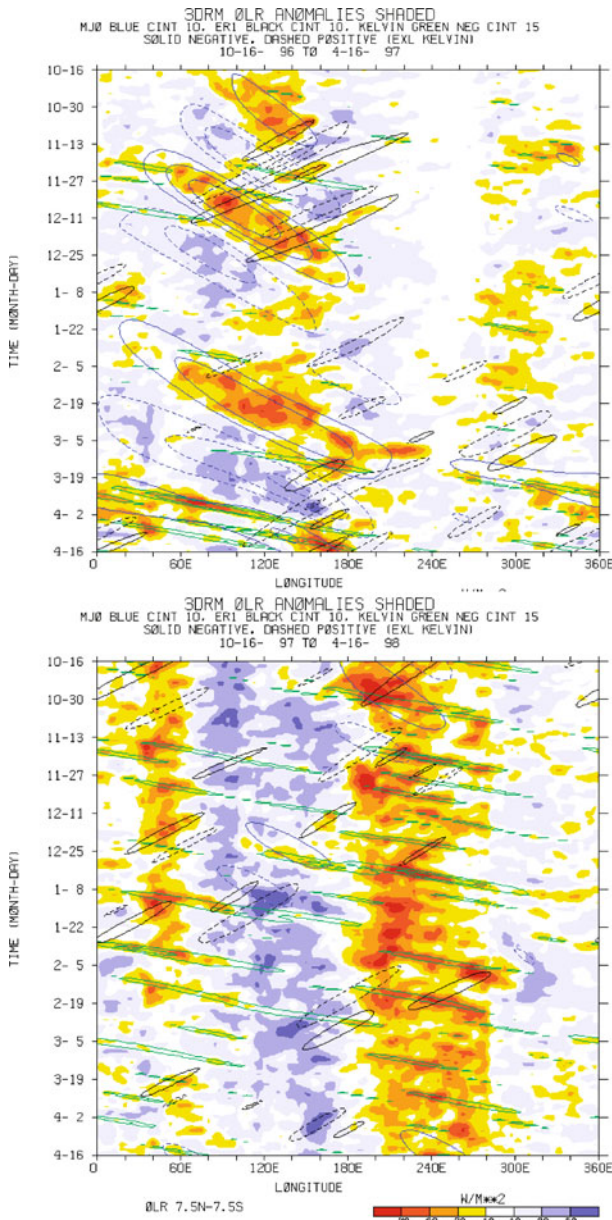 3DRM ØLR ANØMALIES SHADED
MJØ BLUE CINT 10, ER1 BLACK CINT 10, KELVIN GREEN NEG CINT 15
SØLID NEGATIVE, DASHED PØSITIVE (EXL KELVIN)
10-16- 96 TØ 4-16- 97
10-16
10-30
11-13
11-27
12-11
12-25
1- 8
1-22
2- 5
2-19
3- 5
3-19
4- 2
4-16
TIME (MØNTH-DAY)
0 60E 120E 180E 240E 300E 360E
LØNGITUDE
3DRM ØLR ANØMALIES SHADED
MJØ BLUE CINT 10, ER1 BLACK CINT 10, KELVIN GREEN NEG CINT 15
SØLID NEGATIVE, DASHED PØSITIVE (EXL KELVIN)
10-16- 97 TØ 4-16- 98
10-16
10-30
11-13
11-27
12-11
12-25
1- 8
1-22
2- 5
2-19
3- 5
3-19
4- 2
4-16
TIME (MØNTH-DAY)
0 60E 120E 180E 240E 300E 360E
LØNGITUDE
ØLR 7.5N-7.5S
W/M**2